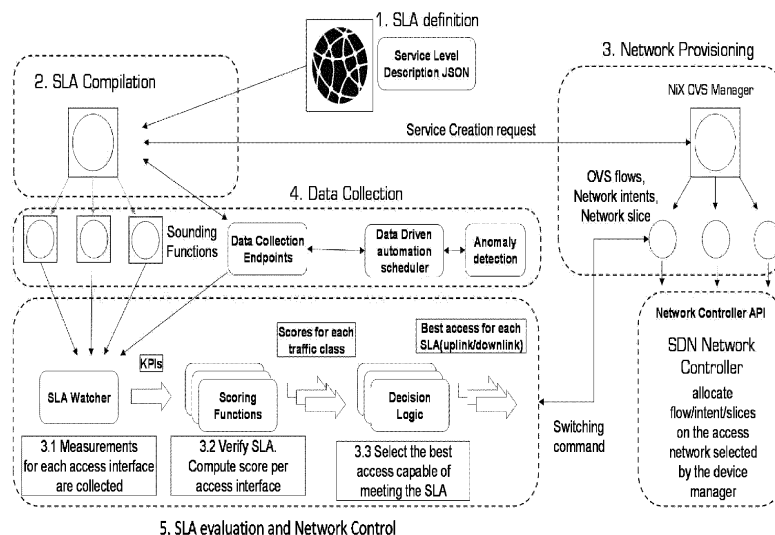 1. SLA definition
Service Level
Description JSON
2. SLA Compilation
3. Network Provisioning
NiX OVS Manager
Service Creation request
OVS flows,
Network intents,
Network slice
4. Data Collection
Sounding
Functions
Data Collection
Endpoints
Data Driven
automation
scheduler
Anomaly
detection
Scores for each
traffic class
Best access for each
SLA(uplink/downlink)
KPIs
SLA Watcher
Scoring
Functions
Decision
Logic
Switching
command
3.1 Measurements
for each access interface
are collected
3.2 Verify SLA.
Compute score per
access interface
3.3 Select the best
access capable of
meeting the SLA
Network Controller API
SDN Network
Controller
allocate
flow/intent/slices
on the access
network selected
by the device
manager
5. SLA evaluation and Network Control